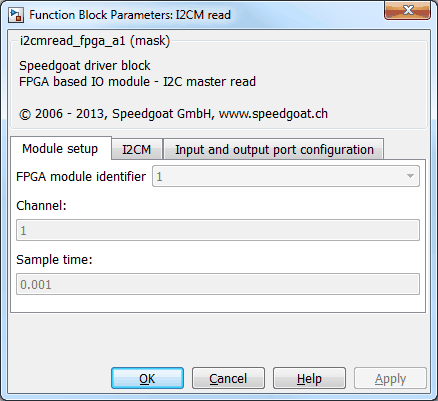 Function Block Parameters: I2CM read
i2cmread_fpga_a1 (mask)
Speedgoat driver block
FPGA based IO module - I2C master read
© 2006 - 2013, Speedgoat GmbH, www.speedgoat.ch
Module setup I2CM Input and output port configuration
FPGA module identifier 1
Channel:
1
Sample time:
0.001
OK Cancel Help Apply